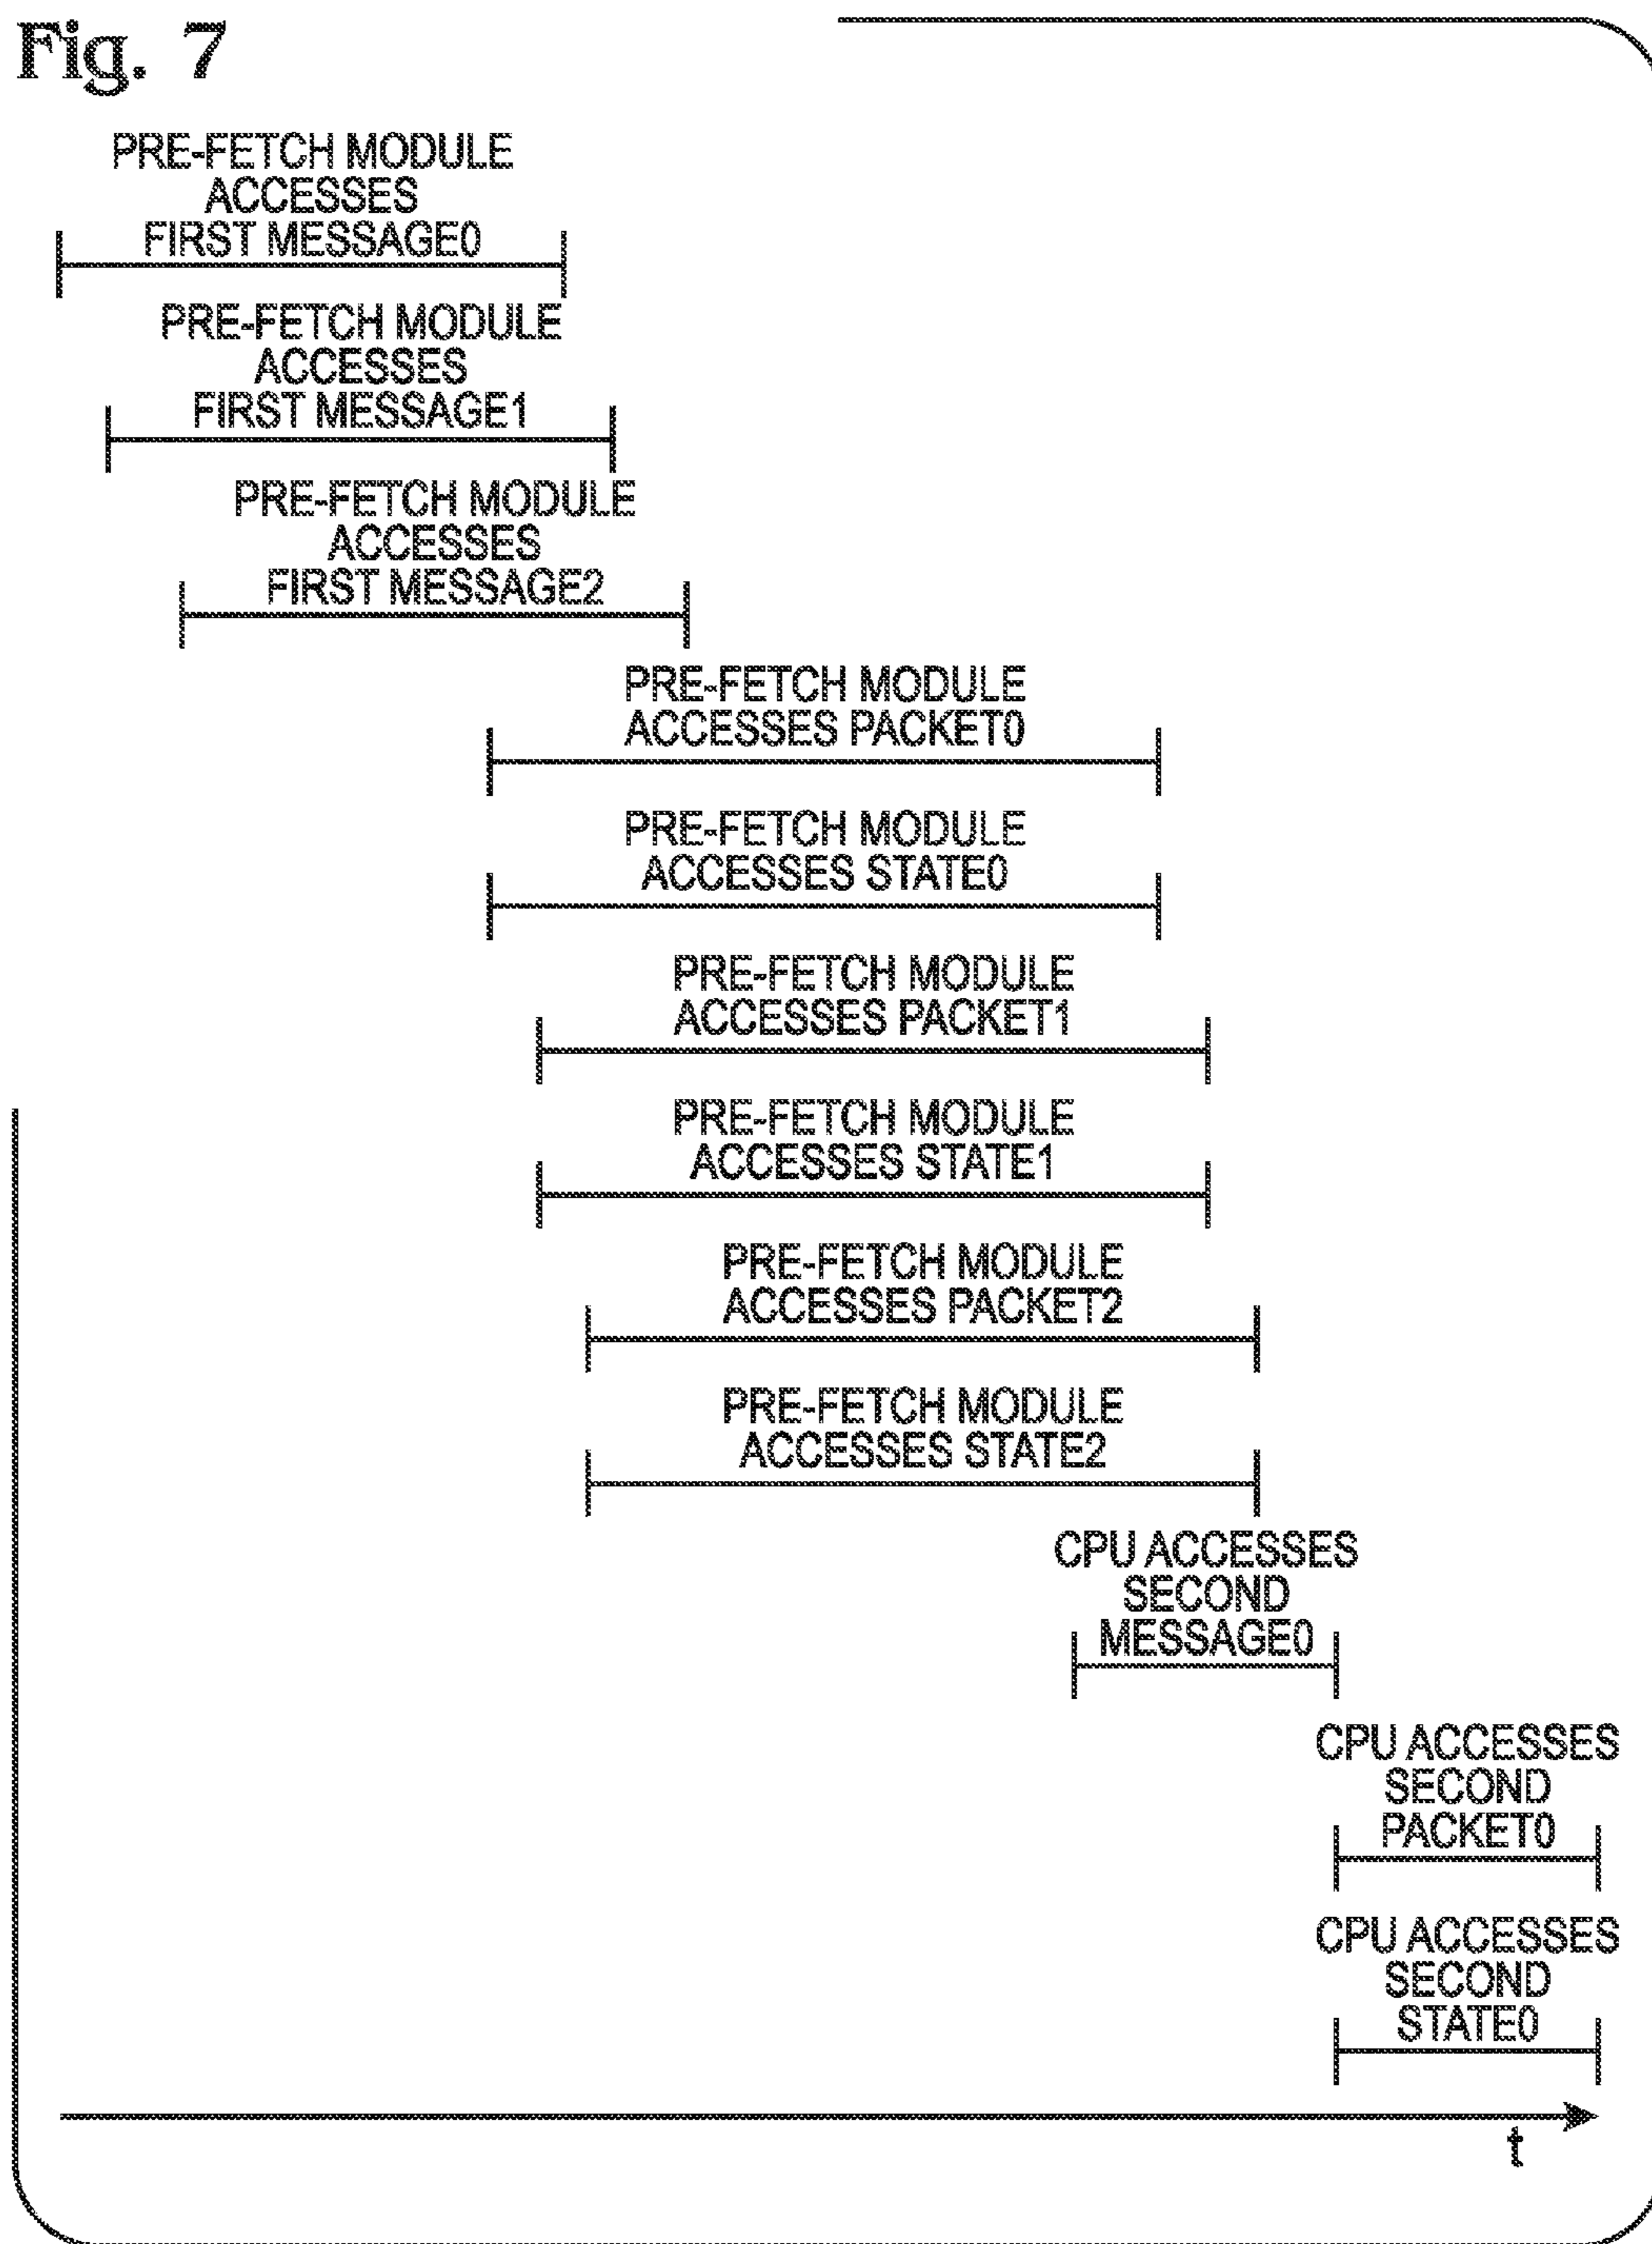 Fig. 7
PRE-FETCH MODULE
ACCESSES
FIRST MESSAGE0
PRE-FETCH MODULE
ACCESSES
FIRST MESSAGE1
PRE-FETCH MODULE
ACCESSES
FIRST MESSAGE2
PRE-FETCH MODULE
ACCESSES PACKET0
PRE-FETCH MODULE
ACCESSES STATE0
PRE-FETCH MODULE
ACCESSES PACKET1
PRE-FETCH MODULE
ACCESSES STATE1
PRE-FETCH MODULE
ACCESSES PACKET2
PRE-FETCH MODULE
ACCESSES STATE2
CPU ACCESSES
SECOND
MESSAGE0
CPU ACCESSES
SECOND
PACKET0
CPU ACCESSES
SECOND
STATE0
t